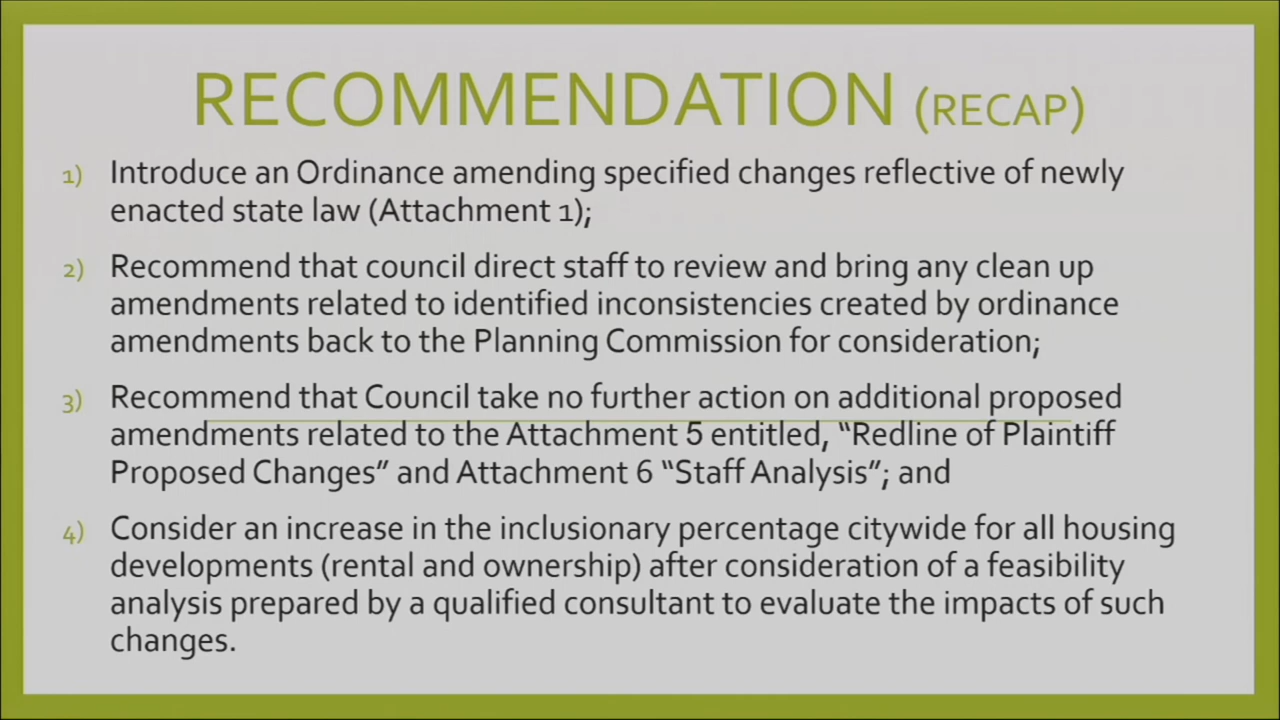 RECOMMENDATION (RECAP)
1) Introduce an Ordinance amending specified changes reflective of newly
enacted state law (Attachment 1);
2) Recommend that council direct staff to review and bring any clean up
amendments related to identified inconsistencies created by ordinance
amendments back to the Planning Commission for consideration;
3) Recommend that Council take no further action on additional proposed
amendments related to the Attachment 5 entitled, “Redline of Plaintiff
Proposed Changes” and Attachment 6 “Staff Analysis”; and
4) Consider an increase in the inclusionary percentage citywide for all housing
developments (rental and ownership) after consideration of a feasibility
analysis prepared by a qualified consultant to evaluate the impacts of such
changes.